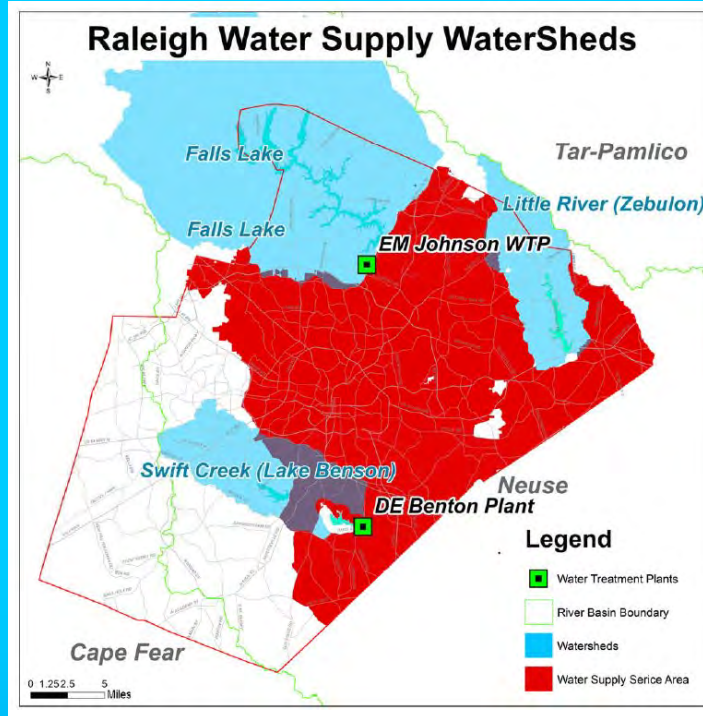 Raleigh Water Supply WaterSheds
N
W E
S
Tar-Pamlico
Falls Lake
Little River (Zebulon)
Falls Lake
EM Johnson WTP
Swift Creek (Lake Benson)
Neuse
DE Benton Plant
Legend
Water Treatment Plants
River Basin Boundary
Watersheds
Water Supply Serice Area
Cape Fear
0 1.25 2.5 5
Miles